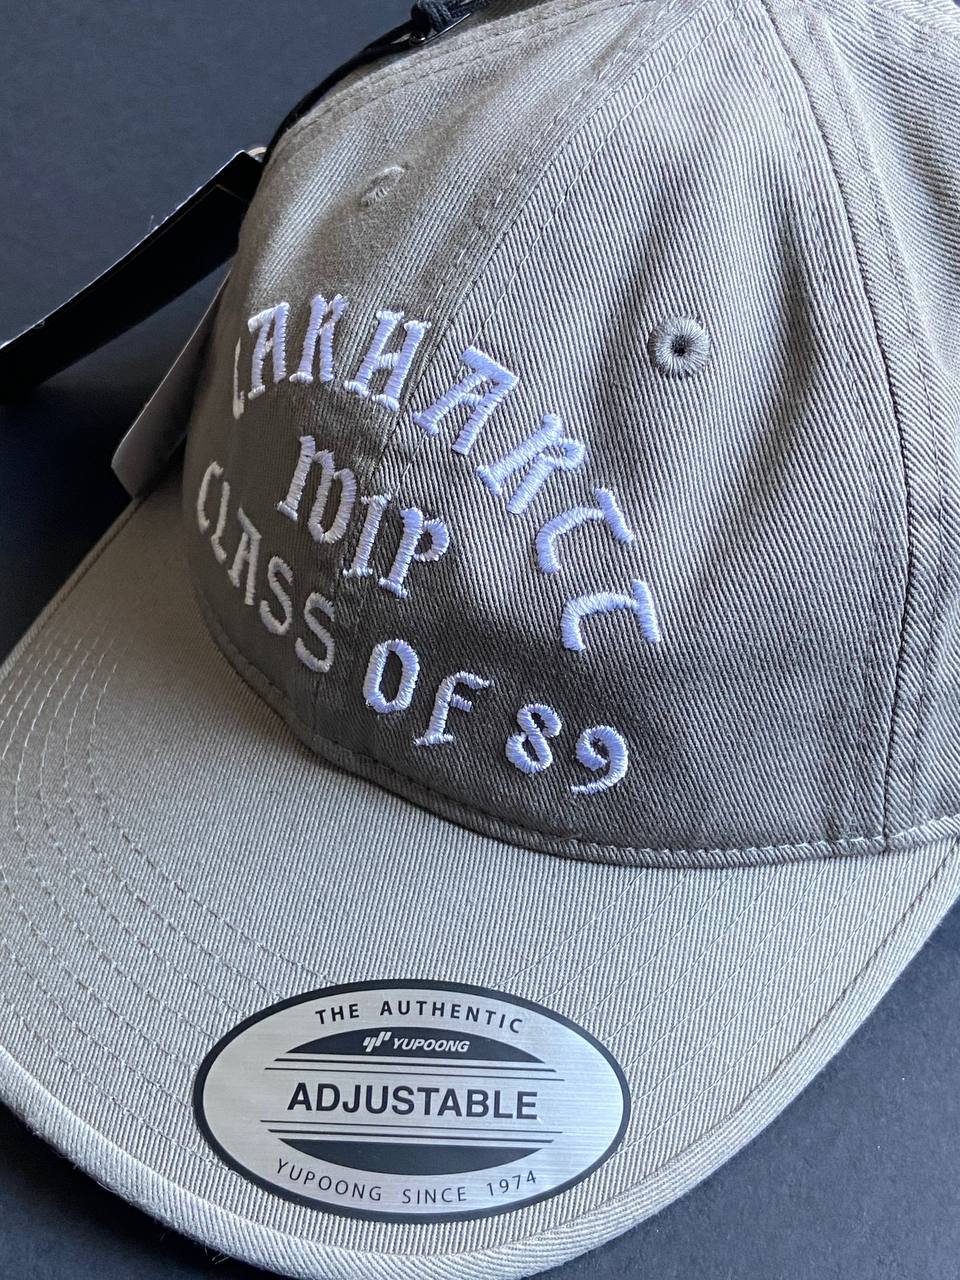 CARHARTT
WIP
CLASS OF 89
THE AUTHENTIC
YUPOONG
ADJUSTABLE
YUPOONG SINCE 1974